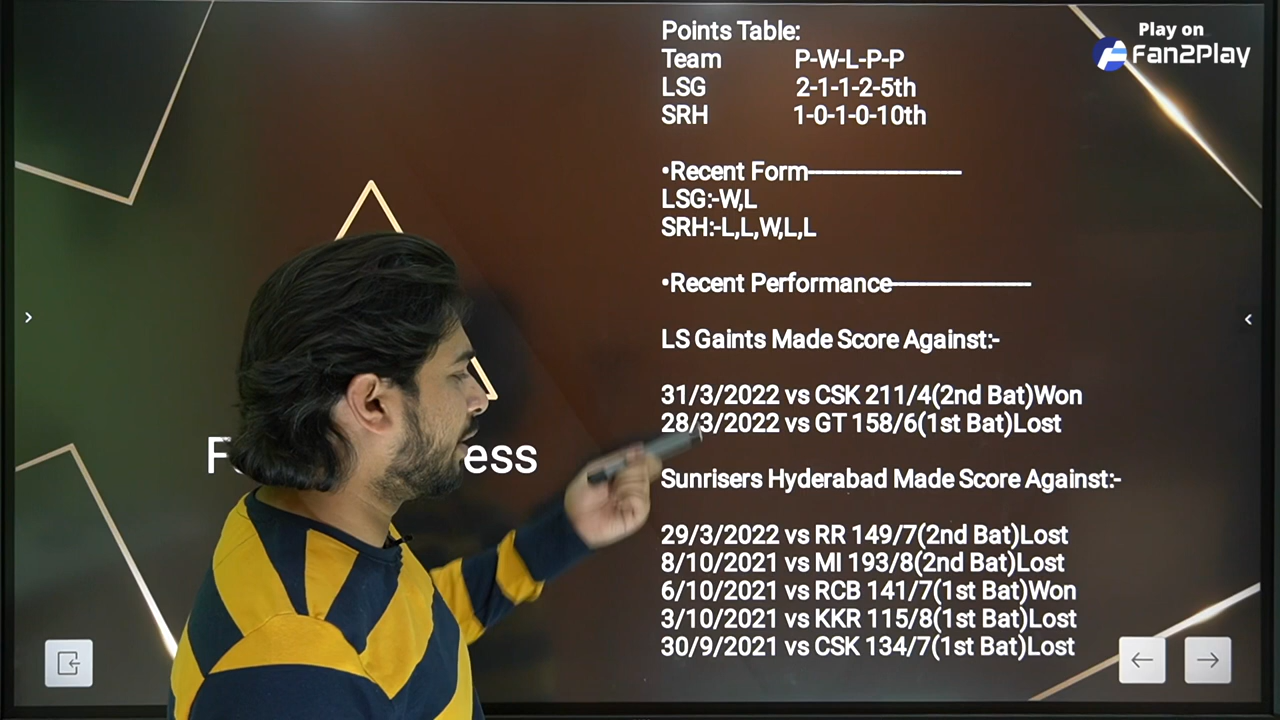 Points Table:
Team P-W-L-P-P
LSG 2-1-1-2-5th
SRH 1-0-1-0-10th
•Recent Form
LSG:-W,L
SRH:-L,L,W,L,L
•Recent Performance
LS Gaints Made Score Against:-
31/3/2022 vs CSK 211/4(2nd Bat)Won
28/3/2022 vs GT 158/6(1st Bat)Lost
Sunrisers Hyderabad Made Score Against:-
29/3/2022 vs RR 149/7(2nd Bat)Lost
8/10/2021 vs MI 193/8(2nd Bat)Lost
6/10/2021 vs RCB 141/7(1st Bat)Won
3/10/2021 vs KKR 115/8(1st Bat)Lost
30/9/2021 vs CSK 134/7(1st Bat)Lost
Play on
Fan2Play